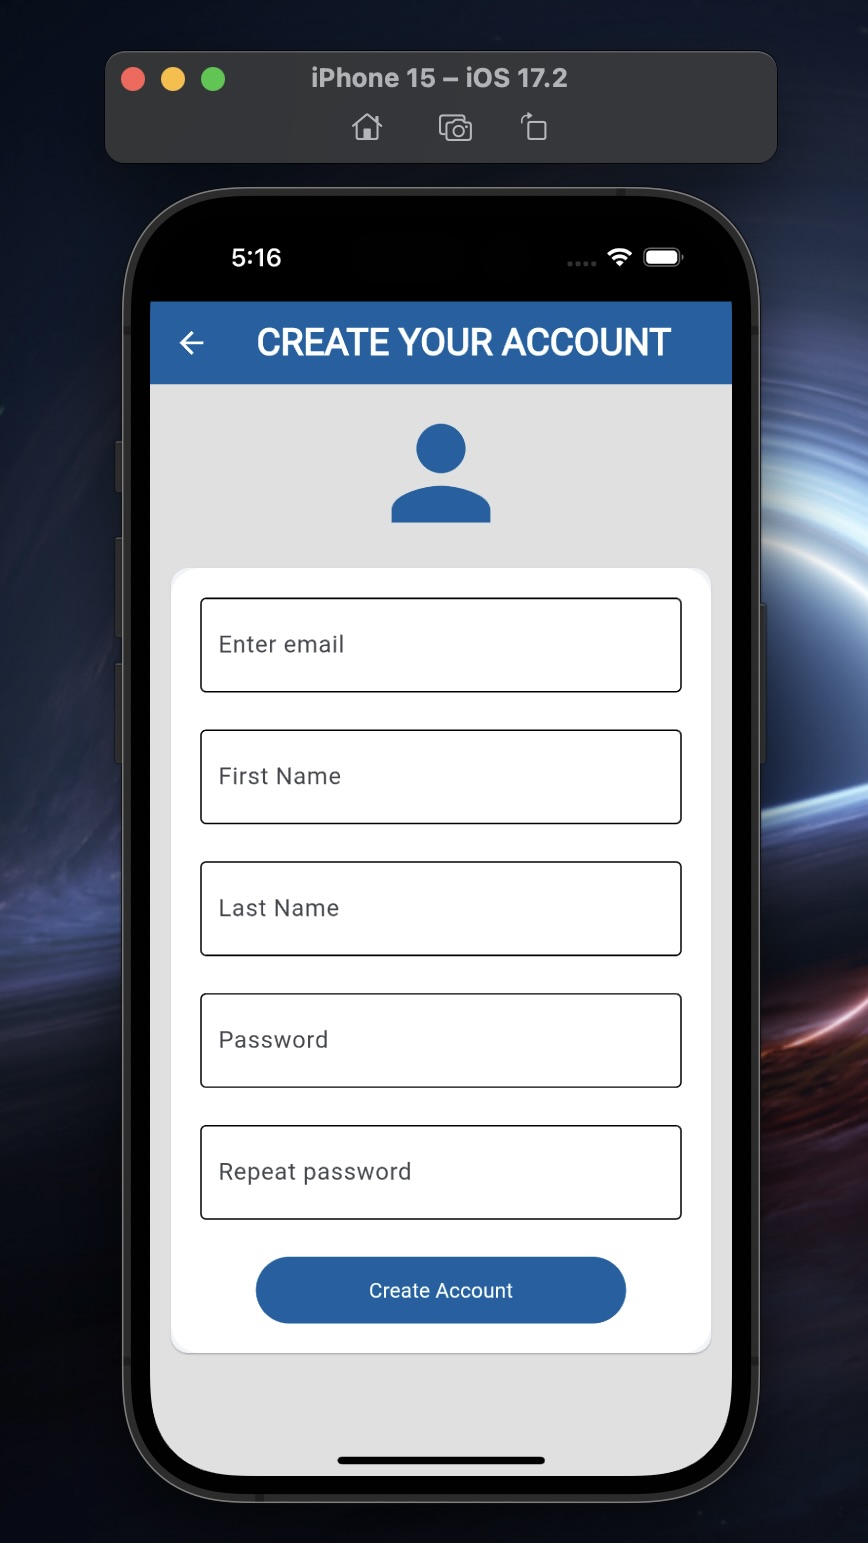 iPhone 15 – iOS 17.2
5:16
CREATE YOUR ACCOUNT
Enter email
First Name
Last Name
Password
Repeat password
Create Account